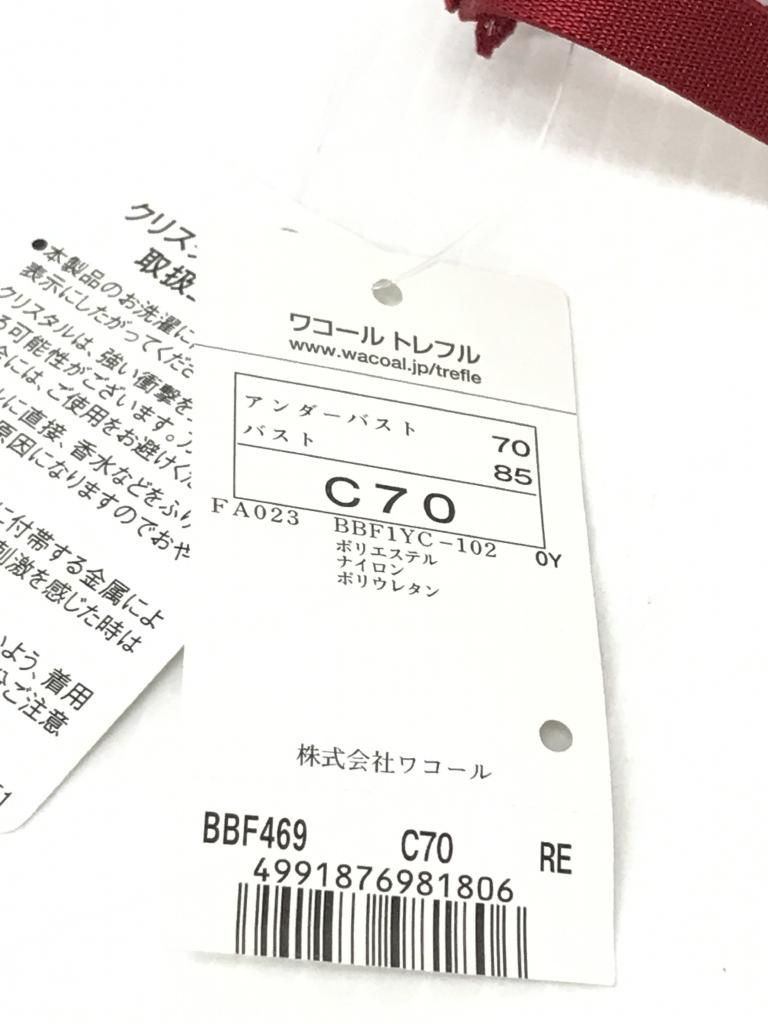 クリス
取扱
●本製品のお洗濯に
表示にしたがってくださ
クリスタルは、強い衝撃を
る可能性がございます。
には、ご使用をお避けくだ
に直接、香水などをふり
原因になりますのでおや
に付帯する金属によ
刺激を感じた時は
よう、着用
ご注意
ワコール トレフル
www.wacoal.jp/trefle
アンダーバスト 70
バスト 85
C70
FA023 BBF1YC-102 0Y
ポリエステル
ナイロン
ポリウレタン
株式会社ワコール
BBF469 C70 RE
4991876981806